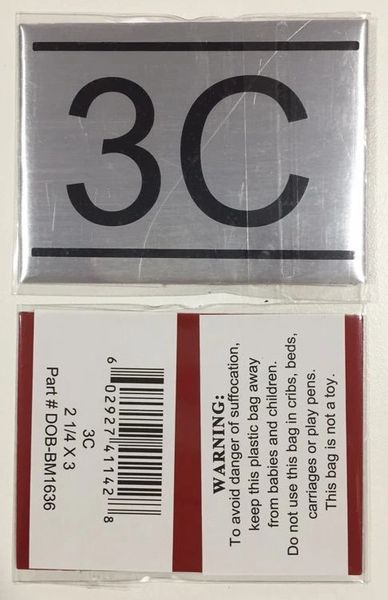 3C
WARNING:
To avoid danger of suffocation,
keep this plastic bag away
from babies and children.
Do not use this bag in cribs, beds,
carriages or play pens.
This bag is not a toy.
6 02927 41142 8
3C
2 1/4 X 3
Part # DOB-BM1636